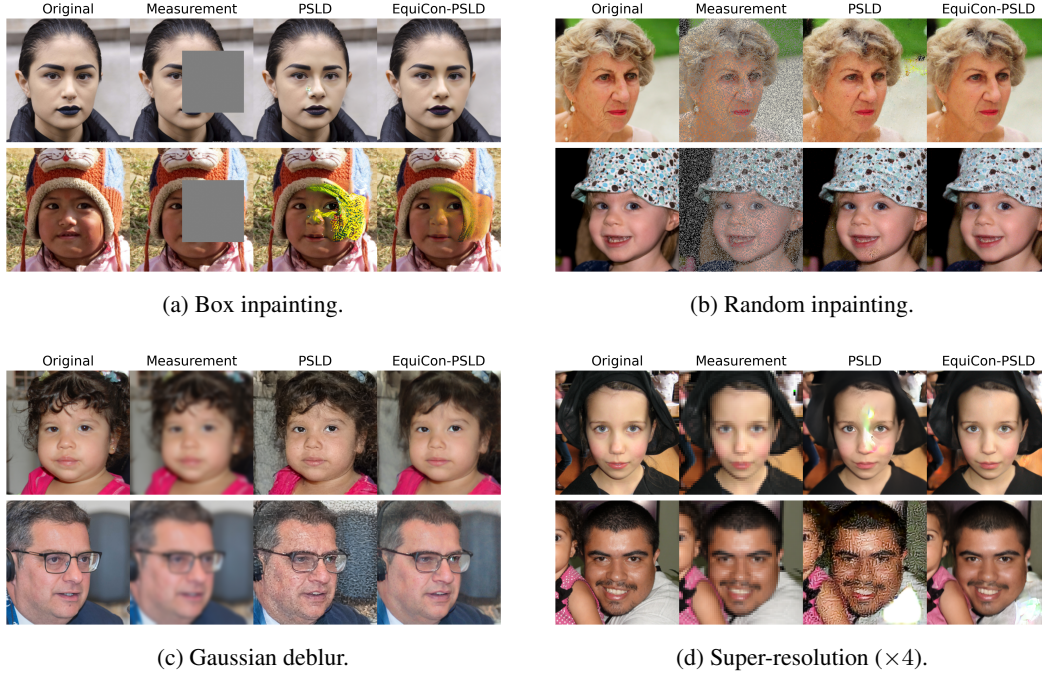 Original Measurement PSLD EquiCon-PSLD
Original Measurement PSLD EquiCon-PSLD
(a) Box inpainting.
(b) Random inpainting.
Original Measurement PSLD EquiCon-PSLD
Original Measurement PSLD EquiCon-PSLD
(c) Gaussian deblur.
(d) Super-resolution (×4).